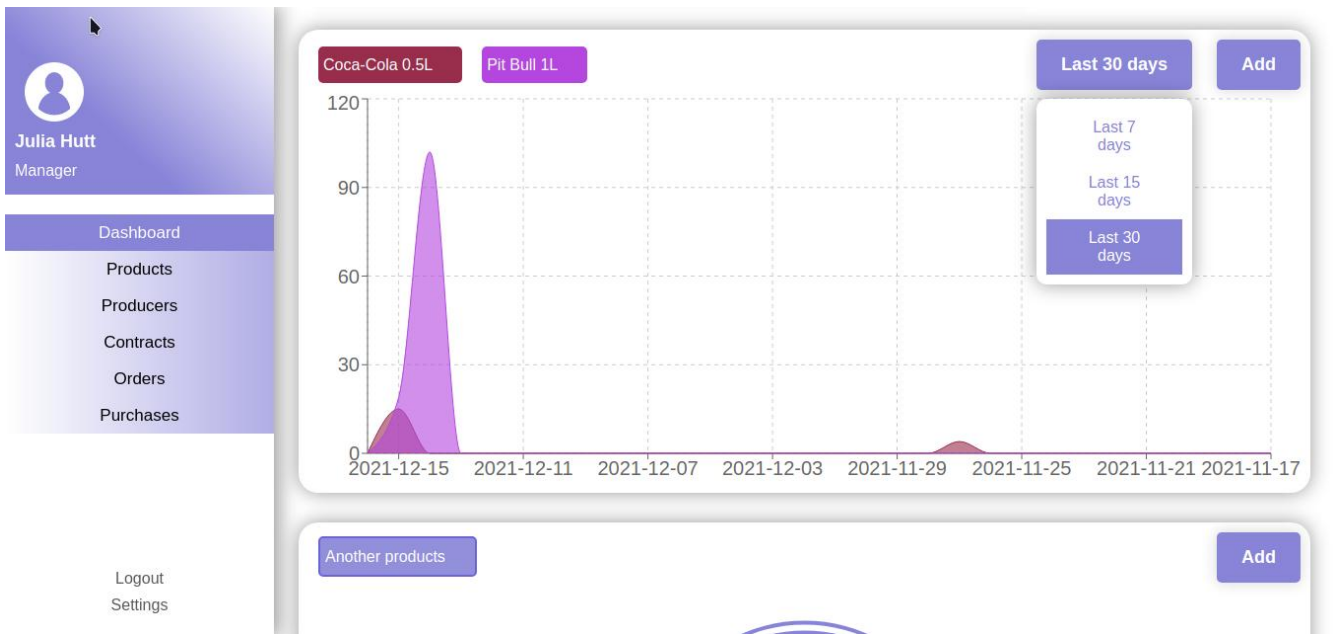 Julia Hutt
Manager
Dashboard
Products
Producers
Contracts
Orders
Purchases
Logout
Settings
Coca-Cola 0.5L
Pit Bull 1L
Last 30 days
Add
Last 7
days
Last 15
days
Last 30
days
120
90
60
30
0
2021-12-15 2021-12-11 2021-12-07 2021-12-03 2021-11-29 2021-11-25 2021-11-21 2021-11-17
Another products
Add